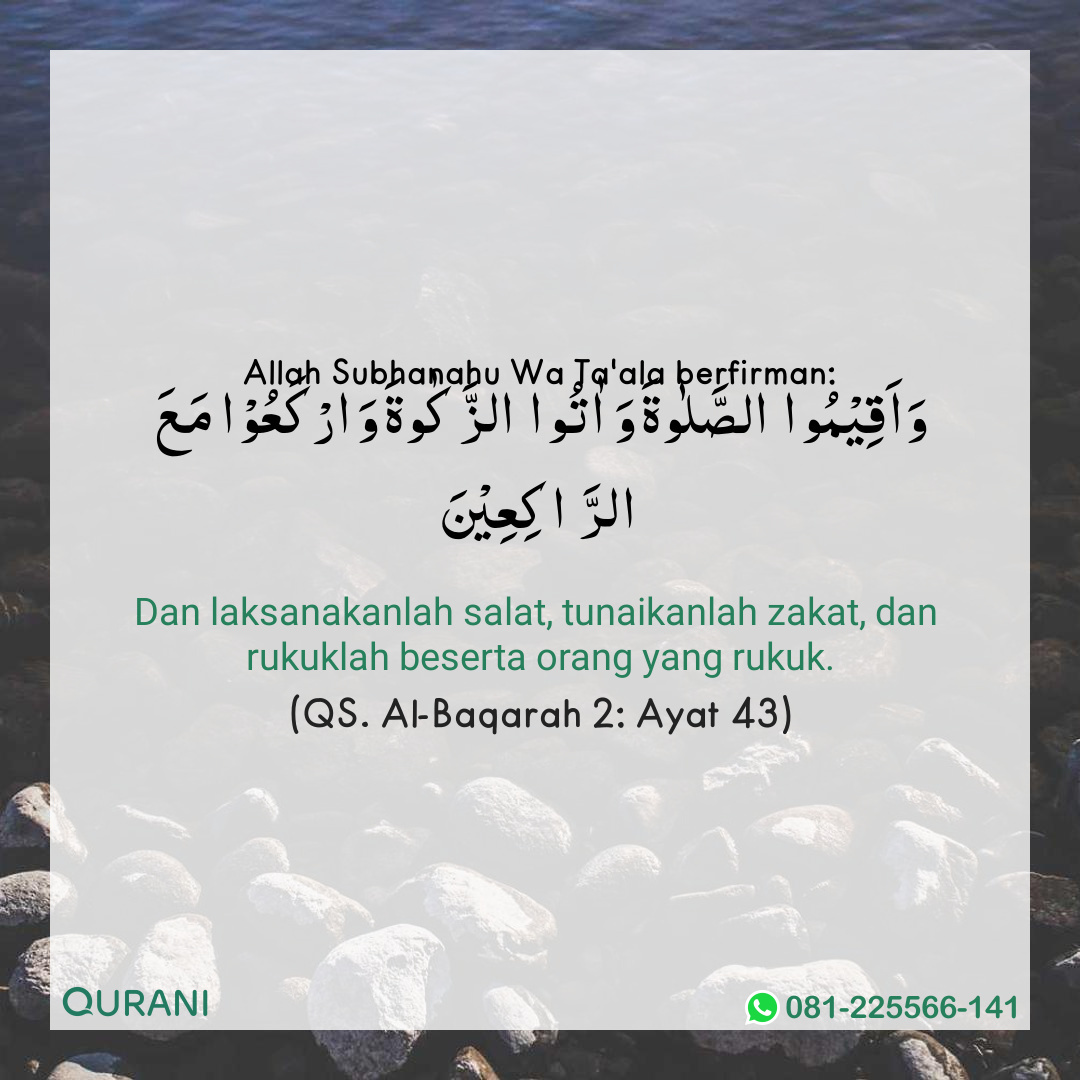 Allah Subhanahu Wa Ta'ala berfirman:
وَاَقِيْمُوا الصَّلٰوةَ وَاٰتُوا الزَّكٰوةَ وَارْكَعُوْا مَعَ
الرَّاكِعِيْنَ
Dan laksanakanlah salat, tunaikanlah zakat, dan
rukuklah beserta orang yang rukuk.
(QS. Al-Baqarah 2: Ayat 43)
QURANI
081-225566-141